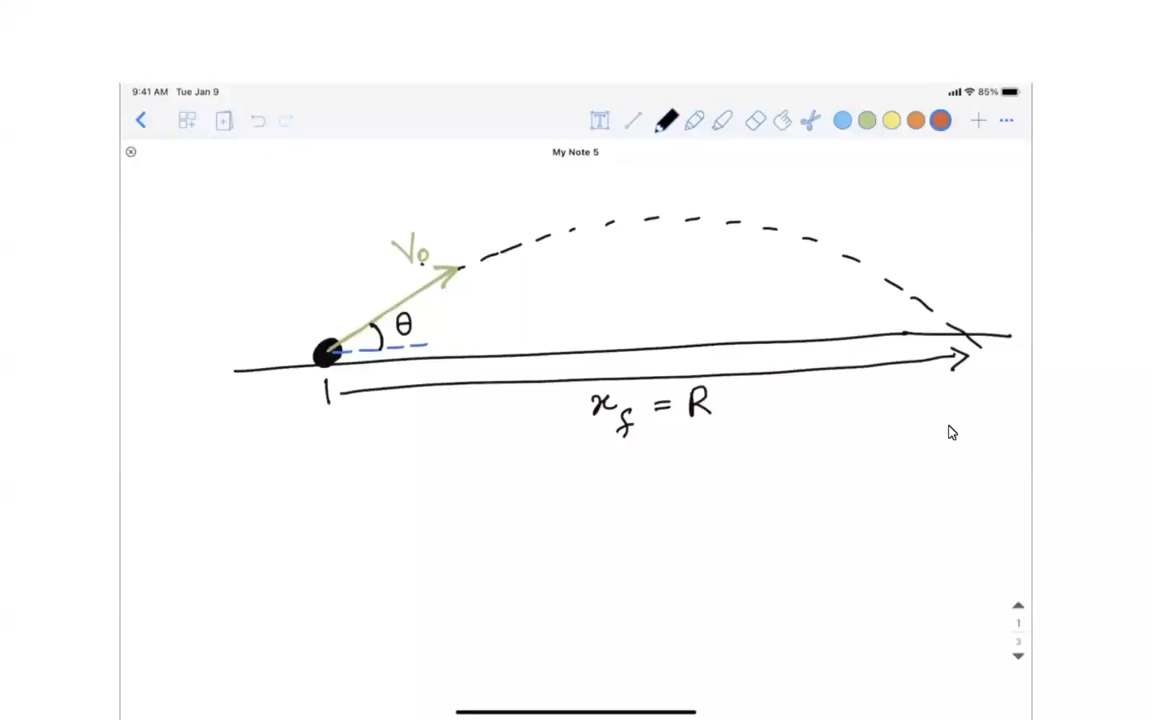 9:41 AM Tue Jan 9
85%
T
My Note 5
V₀
θ
x_f = R
1
3